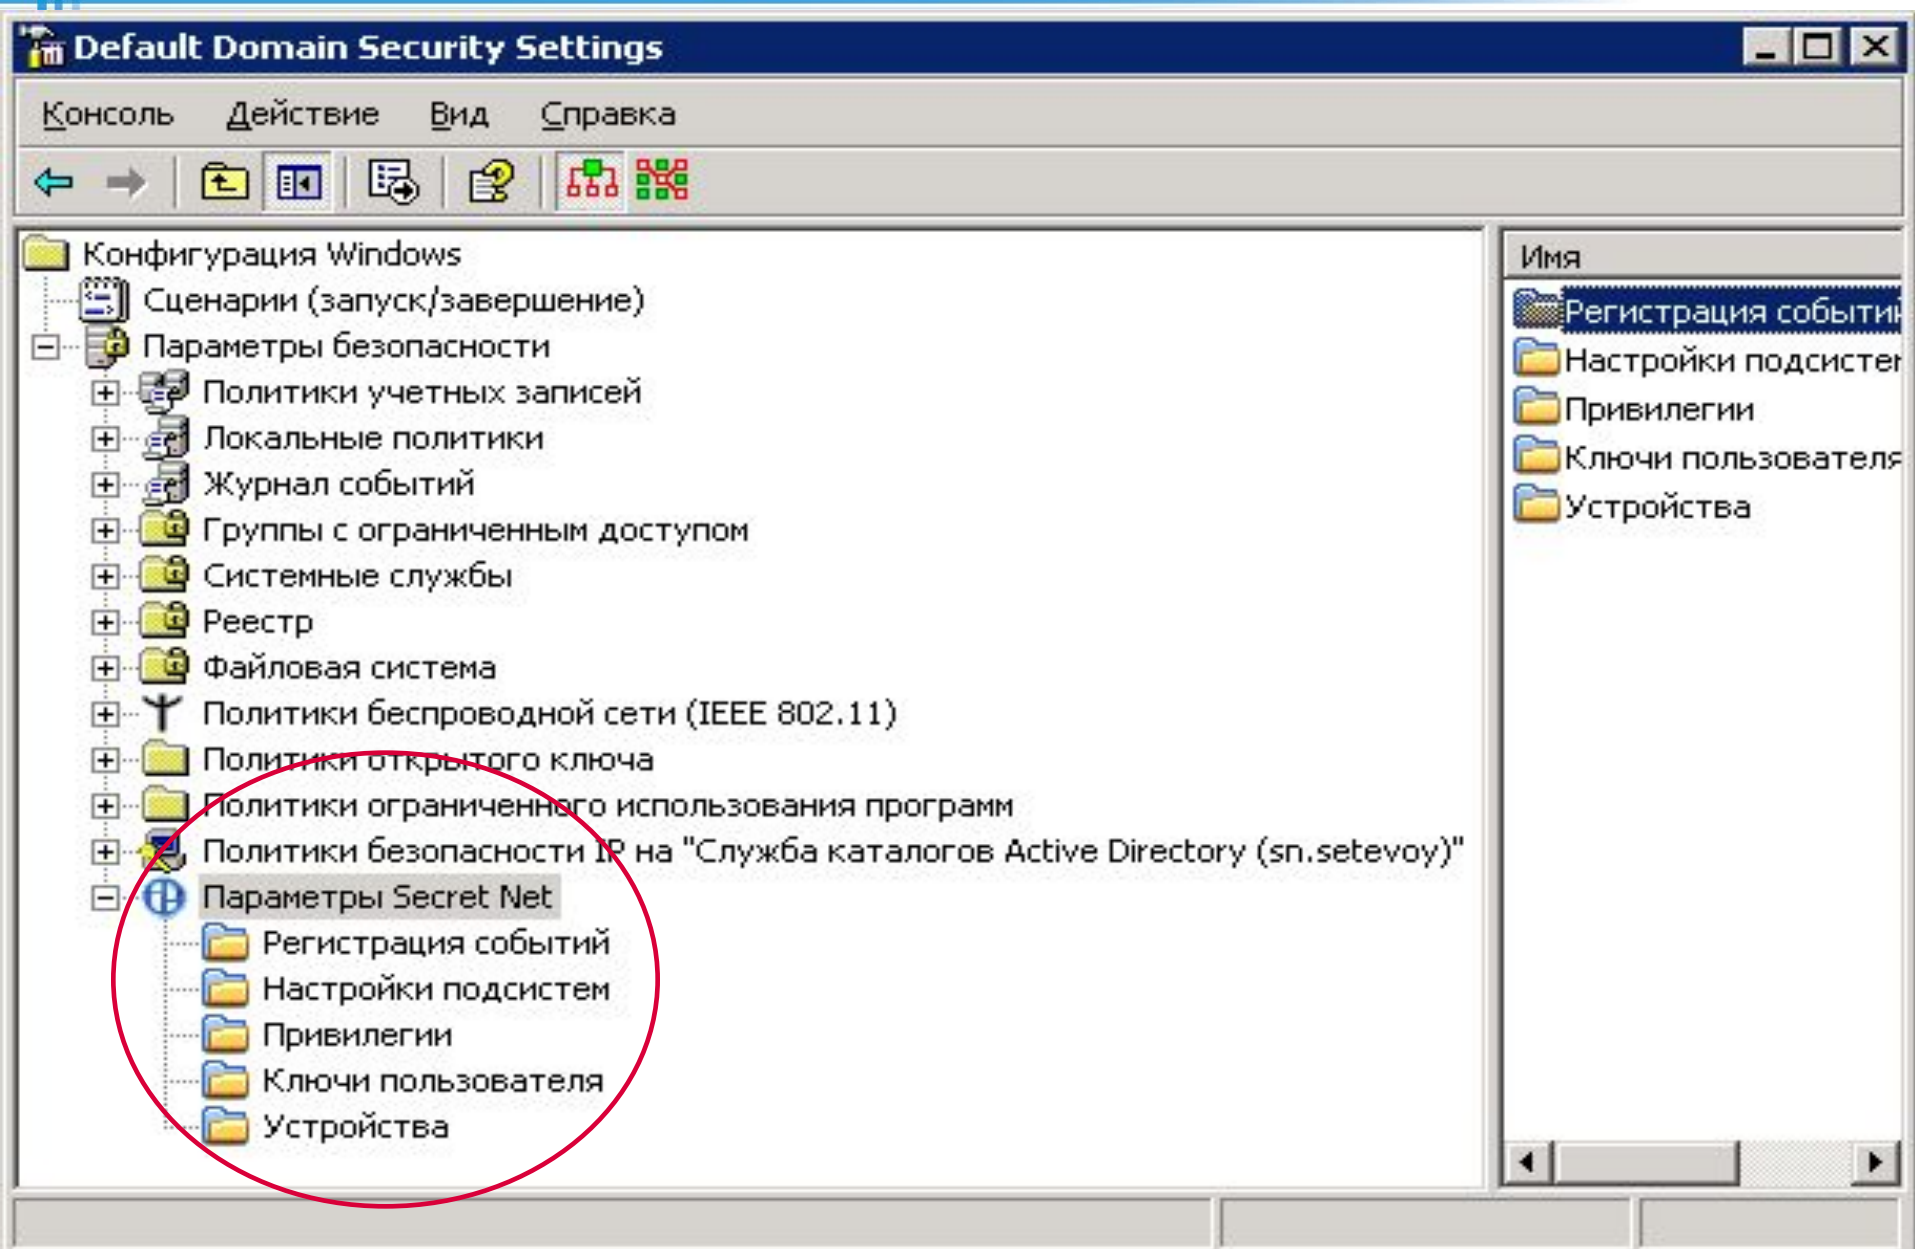 Default Domain Security Settings
Консоль Действие Вид Справка
Конфигурация Windows
Сценарии (запуск/завершение)
Параметры безопасности
Политики учетных записей
Локальные политики
Журнал событий
Группы с ограниченным доступом
Системные службы
Реестр
Файловая система
Политики беспроводной сети (IEEE 802.11)
Политики открытого ключа
Политики ограниченного использования программ
Политики безопасности IP на "Служба каталогов Active Directory (sn.setevoy)"
Параметры Secret Net
Регистрация событий
Настройки подсистем
Привилегии
Ключи пользователя
Устройства
Имя
Регистрация событий
Настройки подсистем
Привилегии
Ключи пользователя
Устройства